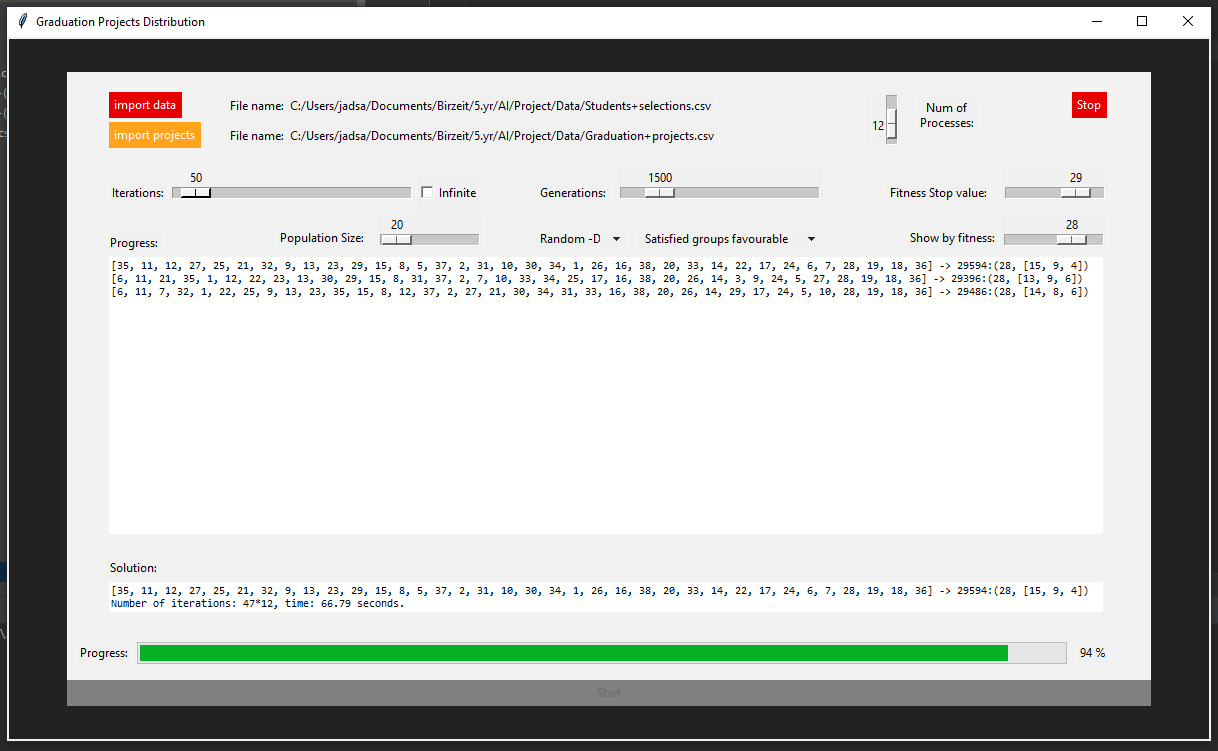 Graduation Projects Distribution
import data File name: C:/Users/jadsa/Documents/Birzeit/5.yr/AI/Project/Data/Students+selections.csv 12 Num of Processes: Stop
import projects File name: C:/Users/jadsa/Documents/Birzeit/5.yr/AI/Project/Data/Graduation+projects.csv
Iterations: 50 Infinite Generations: 1500 Fitness Stop value: 29
Progress: Population Size: 20 Random -D Satisfied groups favourable Show by fitness: 28
[35, 11, 12, 27, 25, 21, 32, 9, 13, 23, 29, 15, 8, 5, 37, 2, 31, 10, 30, 34, 1, 26, 16, 38, 20, 33, 14, 22, 17, 24, 6, 7, 28, 19, 18, 36] -> 29594:(28, [15, 9, 4])
[6, 11, 21, 35, 1, 12, 22, 23, 13, 30, 29, 15, 8, 31, 37, 2, 7, 10, 33, 34, 25, 17, 16, 38, 20, 26, 14, 3, 9, 24, 5, 27, 28, 19, 18, 36] -> 29396:(28, [13, 9, 6])
[6, 11, 7, 32, 1, 22, 25, 9, 13, 23, 35, 15, 8, 12, 37, 2, 27, 21, 30, 34, 31, 33, 16, 38, 20, 26, 14, 29, 17, 24, 5, 10, 28, 19, 18, 36] -> 29486:(28, [14, 8, 6])
Solution:
[35, 11, 12, 27, 25, 21, 32, 9, 13, 23, 29, 15, 8, 5, 37, 2, 31, 10, 30, 34, 1, 26, 16, 38, 20, 33, 14, 22, 17, 24, 6, 7, 28, 19, 18, 36] -> 29594:(28, [15, 9, 4])
Number of iterations: 47*12, time: 66.79 seconds.
Progress: 94 %
Start